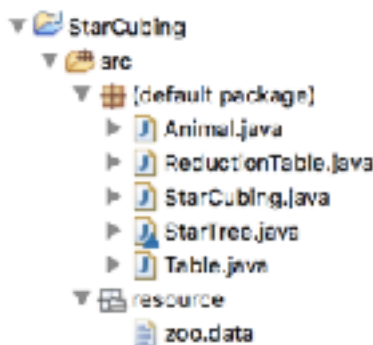 StarCubing
src
(default package)
Animal.java
ReductionTable.java
StarCubing.java
StarTree.java
Table.java
resource
zoo.data